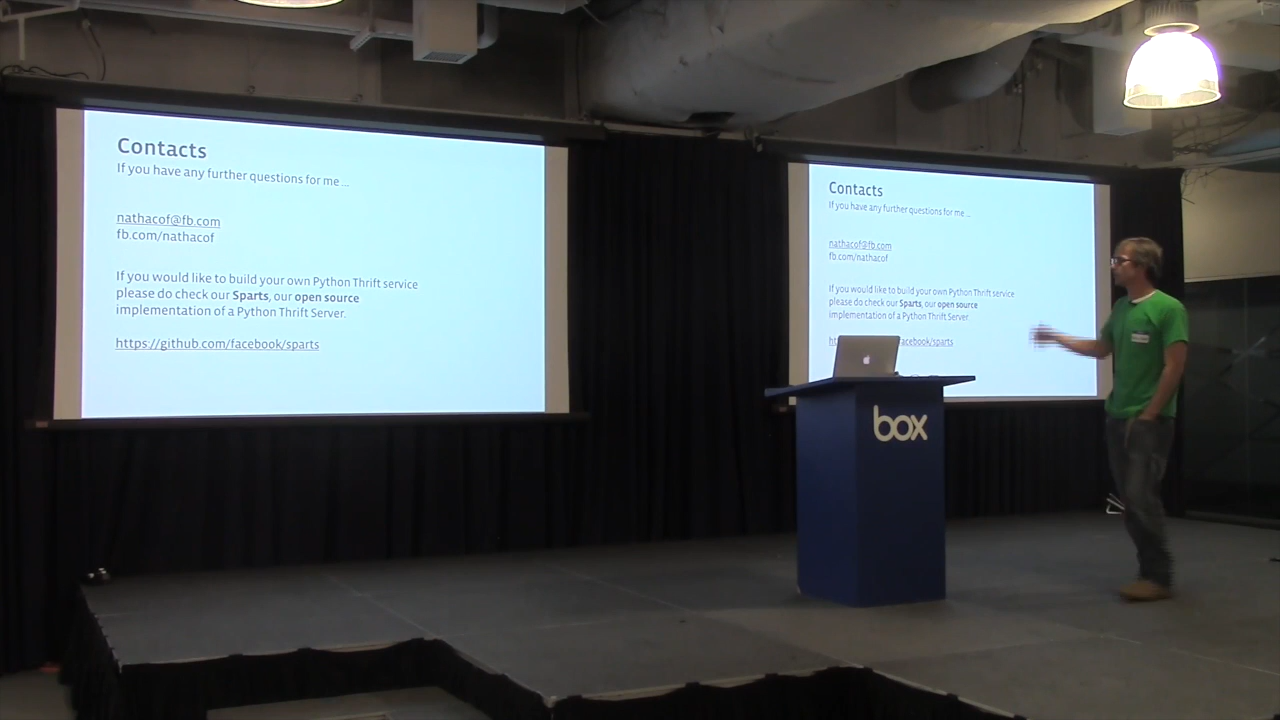 Contacts
If you have any further questions for me ...
nathacof@fb.com
fb.com/nathacof
If you would like to build your own Python Thrift service
please do check our Sparts, our open source
implementation of a Python Thrift Server.
https://github.com/facebook/sparts
Contacts
If you have any further questions for me ...
nathacof@fb.com
fb.com/nathacof
If you would like to build your own Python Thrift service
please do check our Sparts, our open source
implementation of a Python Thrift Server.
acebook/sparts
box